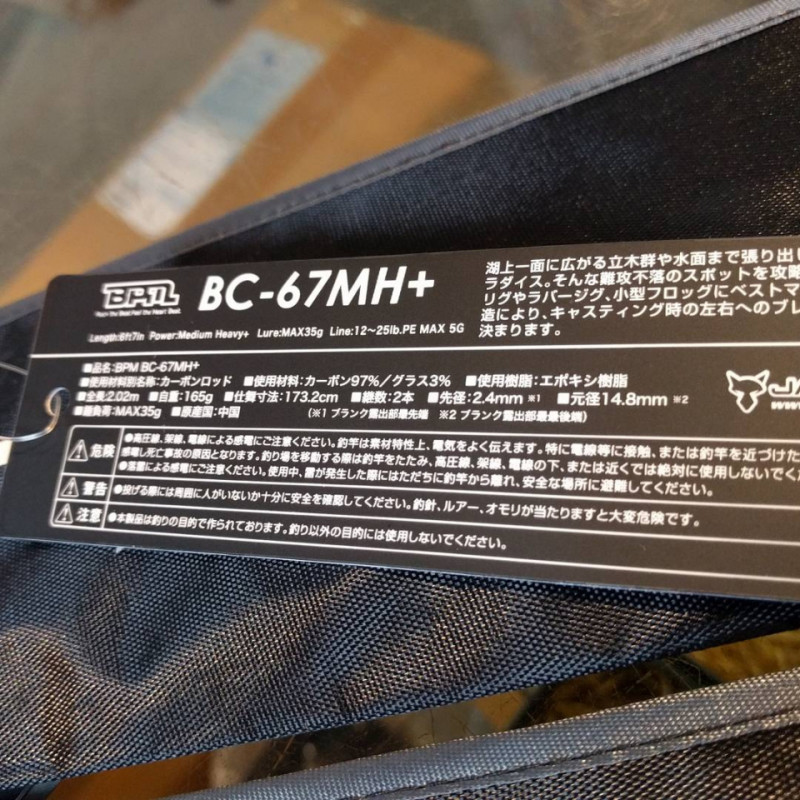 BPM
BC-67MH+
Length:6ft7in Power:Medium Heavy+ Lure:MAX35g Line:12～25lb.PE MAX 5G
湖上一面に広がる立木群や水面まで張り出し
ラダイス。そんな難攻不落のスポットを攻略
リグやラバージグ、小型フロッグにベストマ
造により、キャスティング時の左右へのブレ
決まります。
■品名：BPM BC-67MH+
■使用材料別名称：カーボンロッド ■使用材料：カーボン97%／グラス3% ■使用樹脂：エポキシ樹脂
■全長：2.02m ■自重：165g ■仕舞寸法：173.2cm ■継数：2本 ■先径：2.4mm ※1 ■元径14.8mm ※2
■錘負荷：MAX35g ■原産国：中国 (※1 ブランク露出部最先端 ※2 ブランク露出部最後端)
JA
危険
●高圧線、架線、電線による感電にご注意ください。釣竿は素材特性上、電気をよく伝えます。特に電線等に接触、または釣竿を近づけた
感電し死亡事故の原因となります。釣り場を移動する際は釣竿をたたみ、高圧線、架線、電線の下、または近くでは絶対に使用しないでくだ
●落雷による感電にご注意ください。使用中、雷が発生した際にはただちに釣竿から離れ、安全な場所に避難してください。
警告
●投げる際には周囲に人がいないか十分に安全を確認してください。釣針、ルアー、オモリが当たりますと大変危険です。
注意
●本製品は釣りの目的で作られております。釣り以外の目的には使用しないでください。